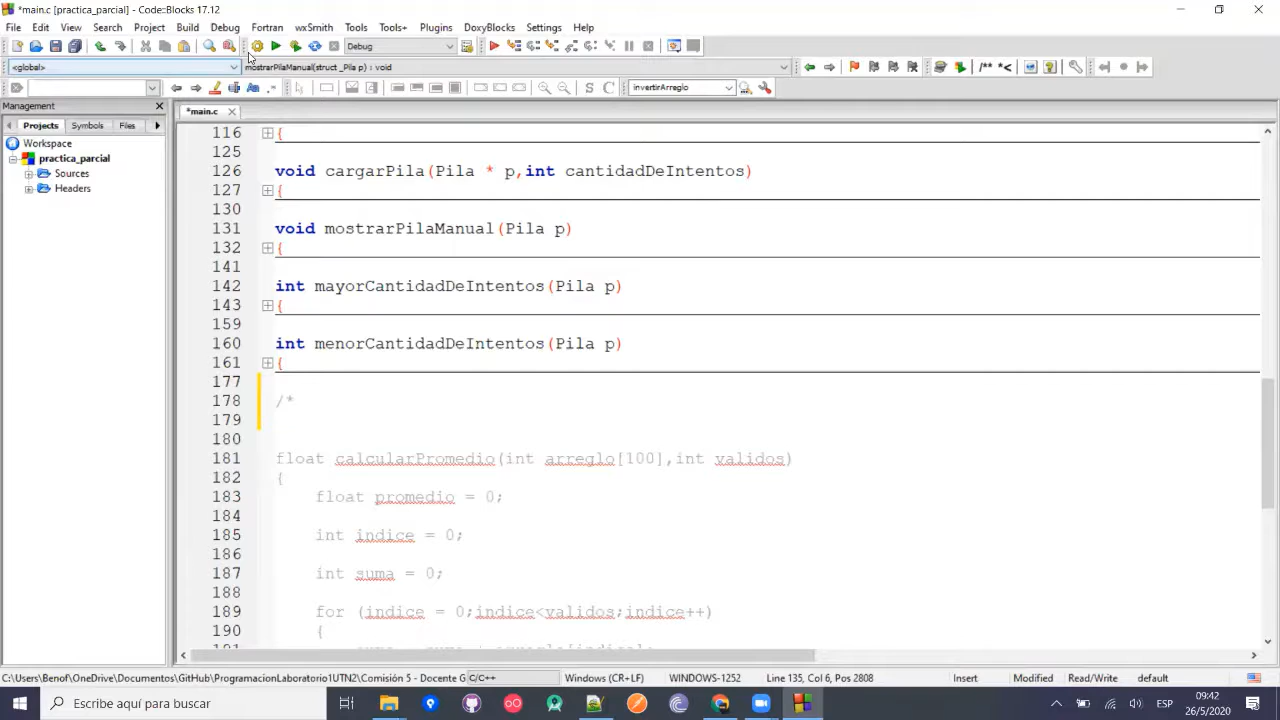 *main.c [practica_parcial] - Code::Blocks 17.12
File Edit View Search Project Build Debug Fortran wxSmith Tools Tools+ Plugins DoxyBlocks Settings Help
Debug
<global>
mostrarPilaManual(struct _Pila p) : void
/** *<
invertirArreglo
Management
*main.c
Projects Symbols Files
Workspace
practica_parcial
Sources
Headers
116 {
125
126 void cargarPila(Pila * p,int cantidadDeIntentos)
127 {
130
131 void mostrarPilaManual(Pila p)
132 {
141
142 int mayorCantidadDeIntentos(Pila p)
143 {
159
160 int menorCantidadDeIntentos(Pila p)
161 {
177
178 /*
179
180
181 float calcularPromedio(int arreglo[100],int validos)
182 {
183 float promedio = 0;
184
185 int indice = 0;
186
187 int suma = 0;
188
189 for (indice = 0;indice<validos;indice++)
190 {
C:\Users\Benof\OneDrive\Documentos\GitHub\ProgramacionLaboratorio1UTN2\Comisión 5 - Docente G C/C++ Windows (CR+LF) WINDOWS-1252 Line 135, Col 6, Pos 2808 Insert Modified Read/Write default
Escribe aquí para buscar
ESP
09:42
26/5/2020